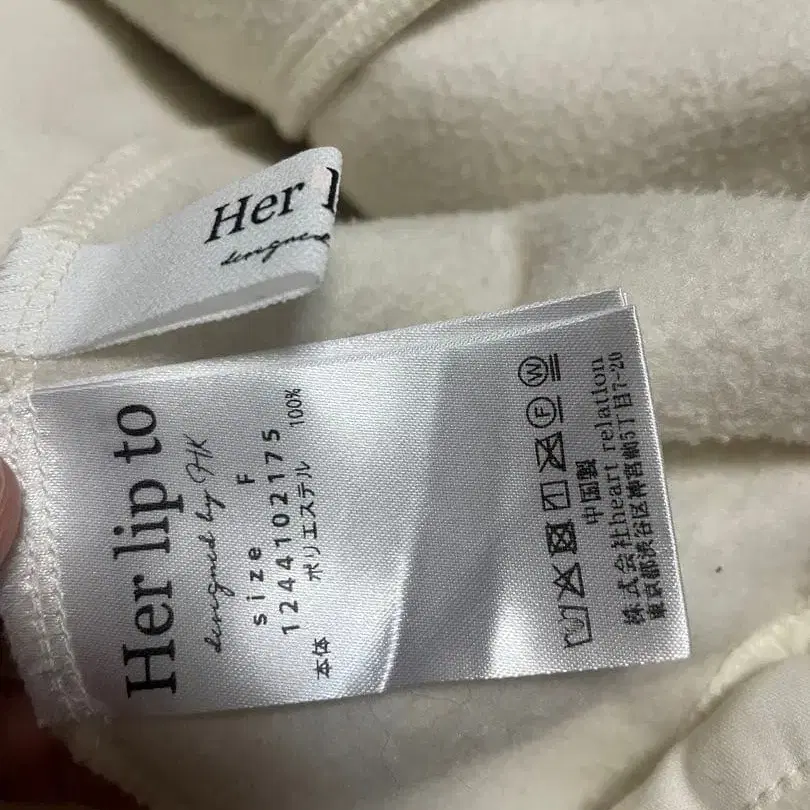 Her l
designed
Her lip to
designed by HK
size F
1244102175
本体 ポリエステル 100%
中国製
株式会社heart relation
東京都渋谷区神宮前5丁目7-20